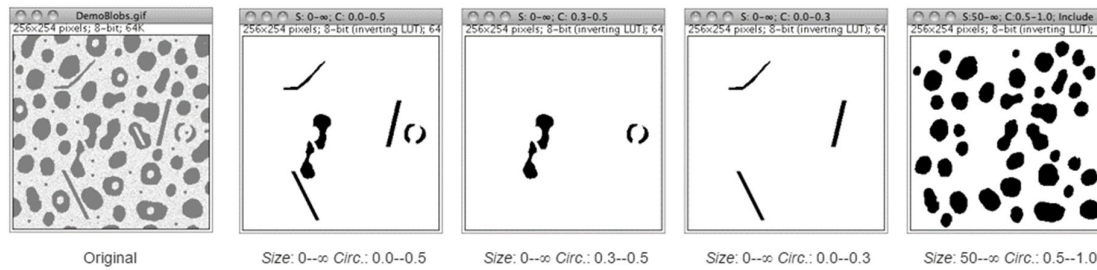 DemoBlobs.gif
256x254 pixels; 8-bit; 64K
S: 0-∞; C: 0.0-0.5
256x254 pixels; 8-bit (inverting LUT); 64
S: 0-∞; C: 0.3-0.5
256x254 pixels; 8-bit (inverting LUT); 64
S: 0-∞; C: 0.0-0.3
256x254 pixels; 8-bit (inverting LUT); 64
S:50-∞; C:0.5-1.0; Include
256x254 pixels; 8-bit (inverting LUT); 64
Original
Size: 0--∞ Circ.: 0.0--0.5
Size: 0--∞ Circ.: 0.3--0.5
Size: 0--∞ Circ.: 0.0--0.3
Size: 50--∞ Circ.: 0.5--1.0